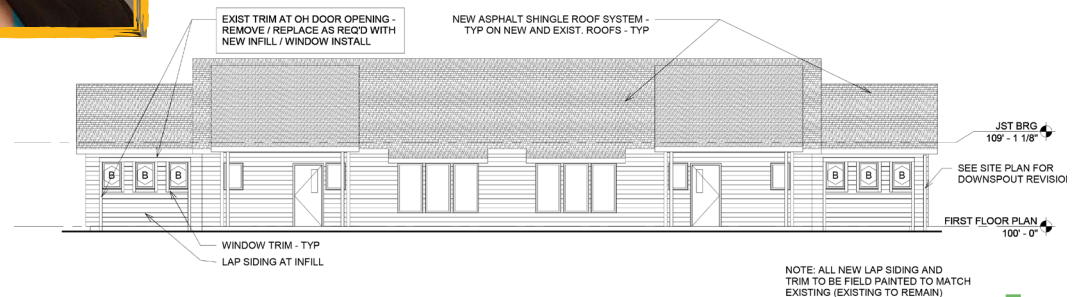 EXIST TRIM AT OH DOOR OPENING -
REMOVE / REPLACE AS REQ'D WITH
NEW INFILL / WINDOW INSTALL
NEW ASPHALT SHINGLE ROOF SYSTEM -
TYP ON NEW AND EXIST. ROOFS - TYP
JST BRG
109' - 1 1/8"
B
B
B
B
B
B
SEE SITE PLAN FOR
DOWNSPOUT REVISION
FIRST FLOOR PLAN
100' - 0"
WINDOW TRIM - TYP
LAP SIDING AT INFILL
NOTE: ALL NEW LAP SIDING AND
TRIM TO BE FIELD PAINTED TO MATCH
EXISTING (EXISTING TO REMAIN)